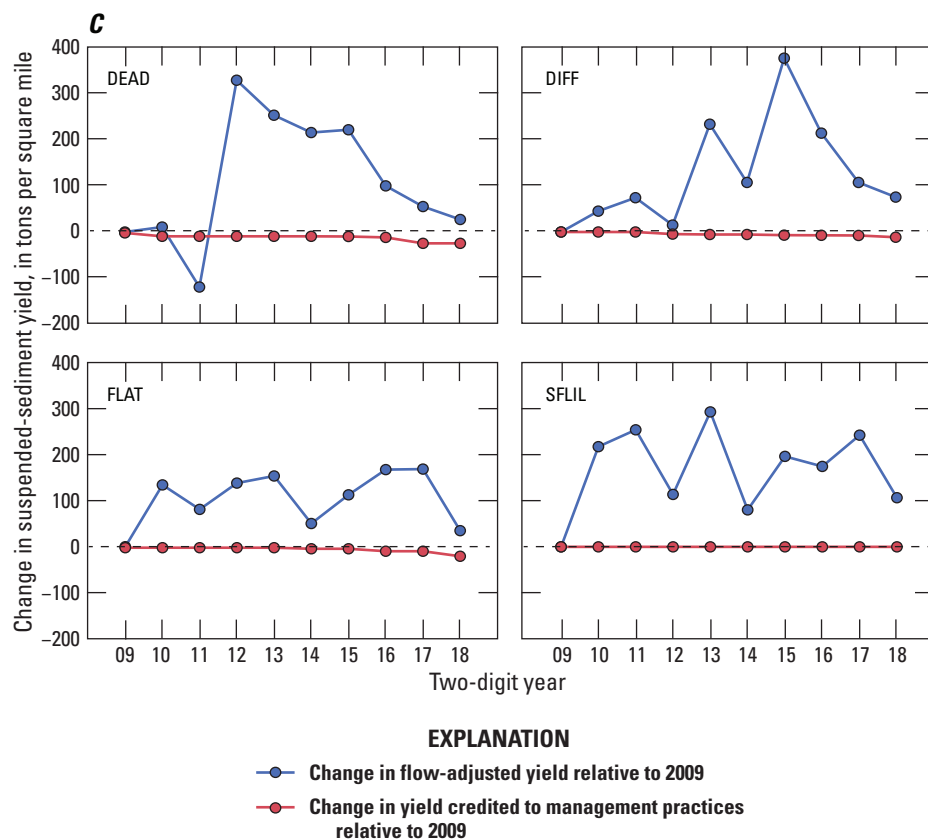 C
Change in suspended-sediment yield, in tons per square mile
400
300
200
100
0
−100
−200
DEAD
DIFF
400
300
200
100
0
−100
−200
FLAT
SFLIL
09 10 11 12 13 14 15 16 17 18
09 10 11 12 13 14 15 16 17 18
Two-digit year
EXPLANATION
Change in flow-adjusted yield relative to 2009
Change in yield credited to management practices
relative to 2009